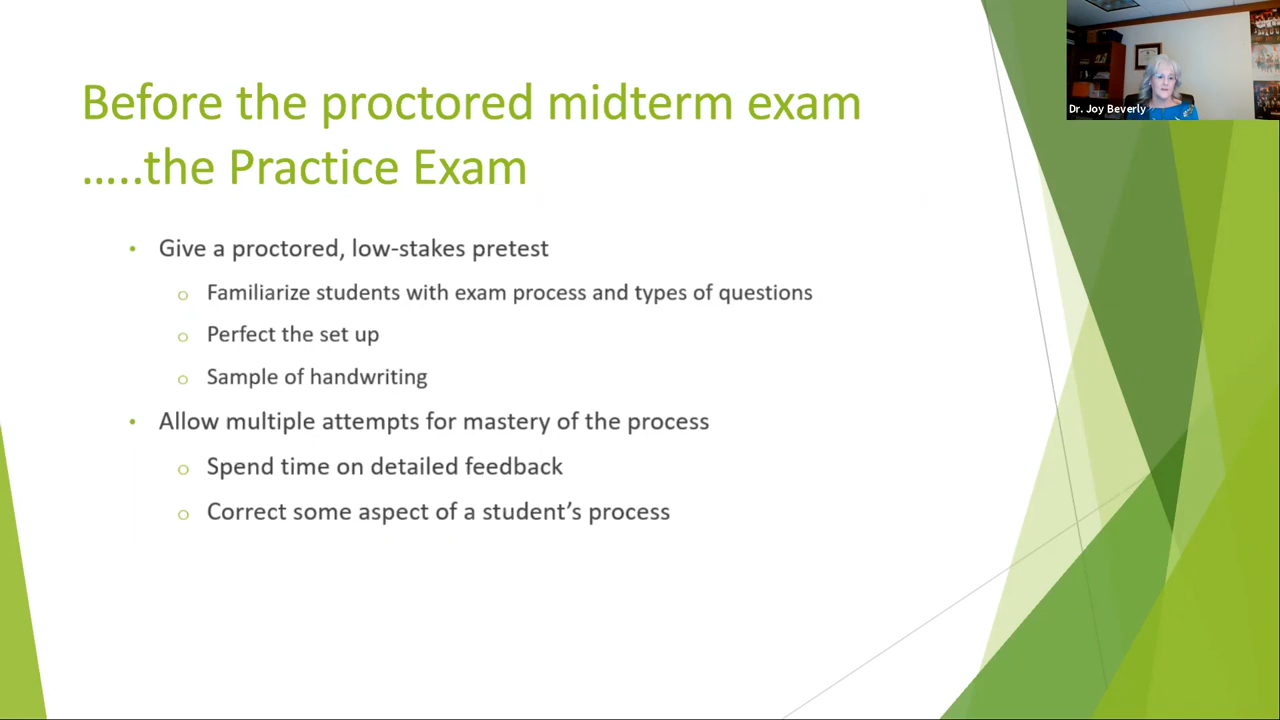 Before the proctored midterm exam
…..the Practice Exam
Dr. Joy Beverly
• Give a proctored, low-stakes pretest
o Familiarize students with exam process and types of questions
o Perfect the set up
o Sample of handwriting
• Allow multiple attempts for mastery of the process
o Spend time on detailed feedback
o Correct some aspect of a student’s process